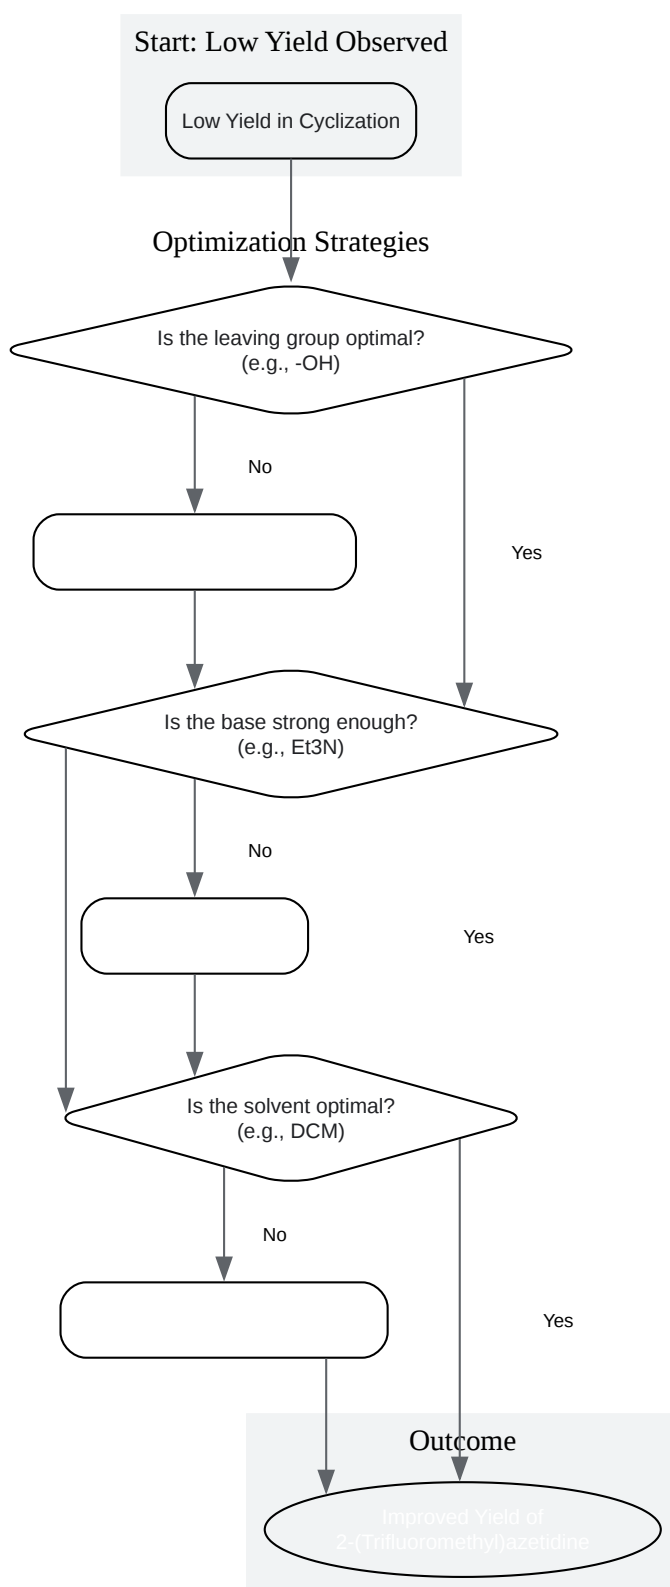 Start: Low Yield Observed
Low Yield in Cyclization
Optimization Strategies
Is the leaving group optimal?
(e.g., -OH)
No
Yes
Is the base strong enough?
(e.g., Et3N)
No
Yes
Is the solvent optimal?
(e.g., DCM)
No
Yes
Outcome
Improved Yield of
2-(Trifluoromethyl)azetidine